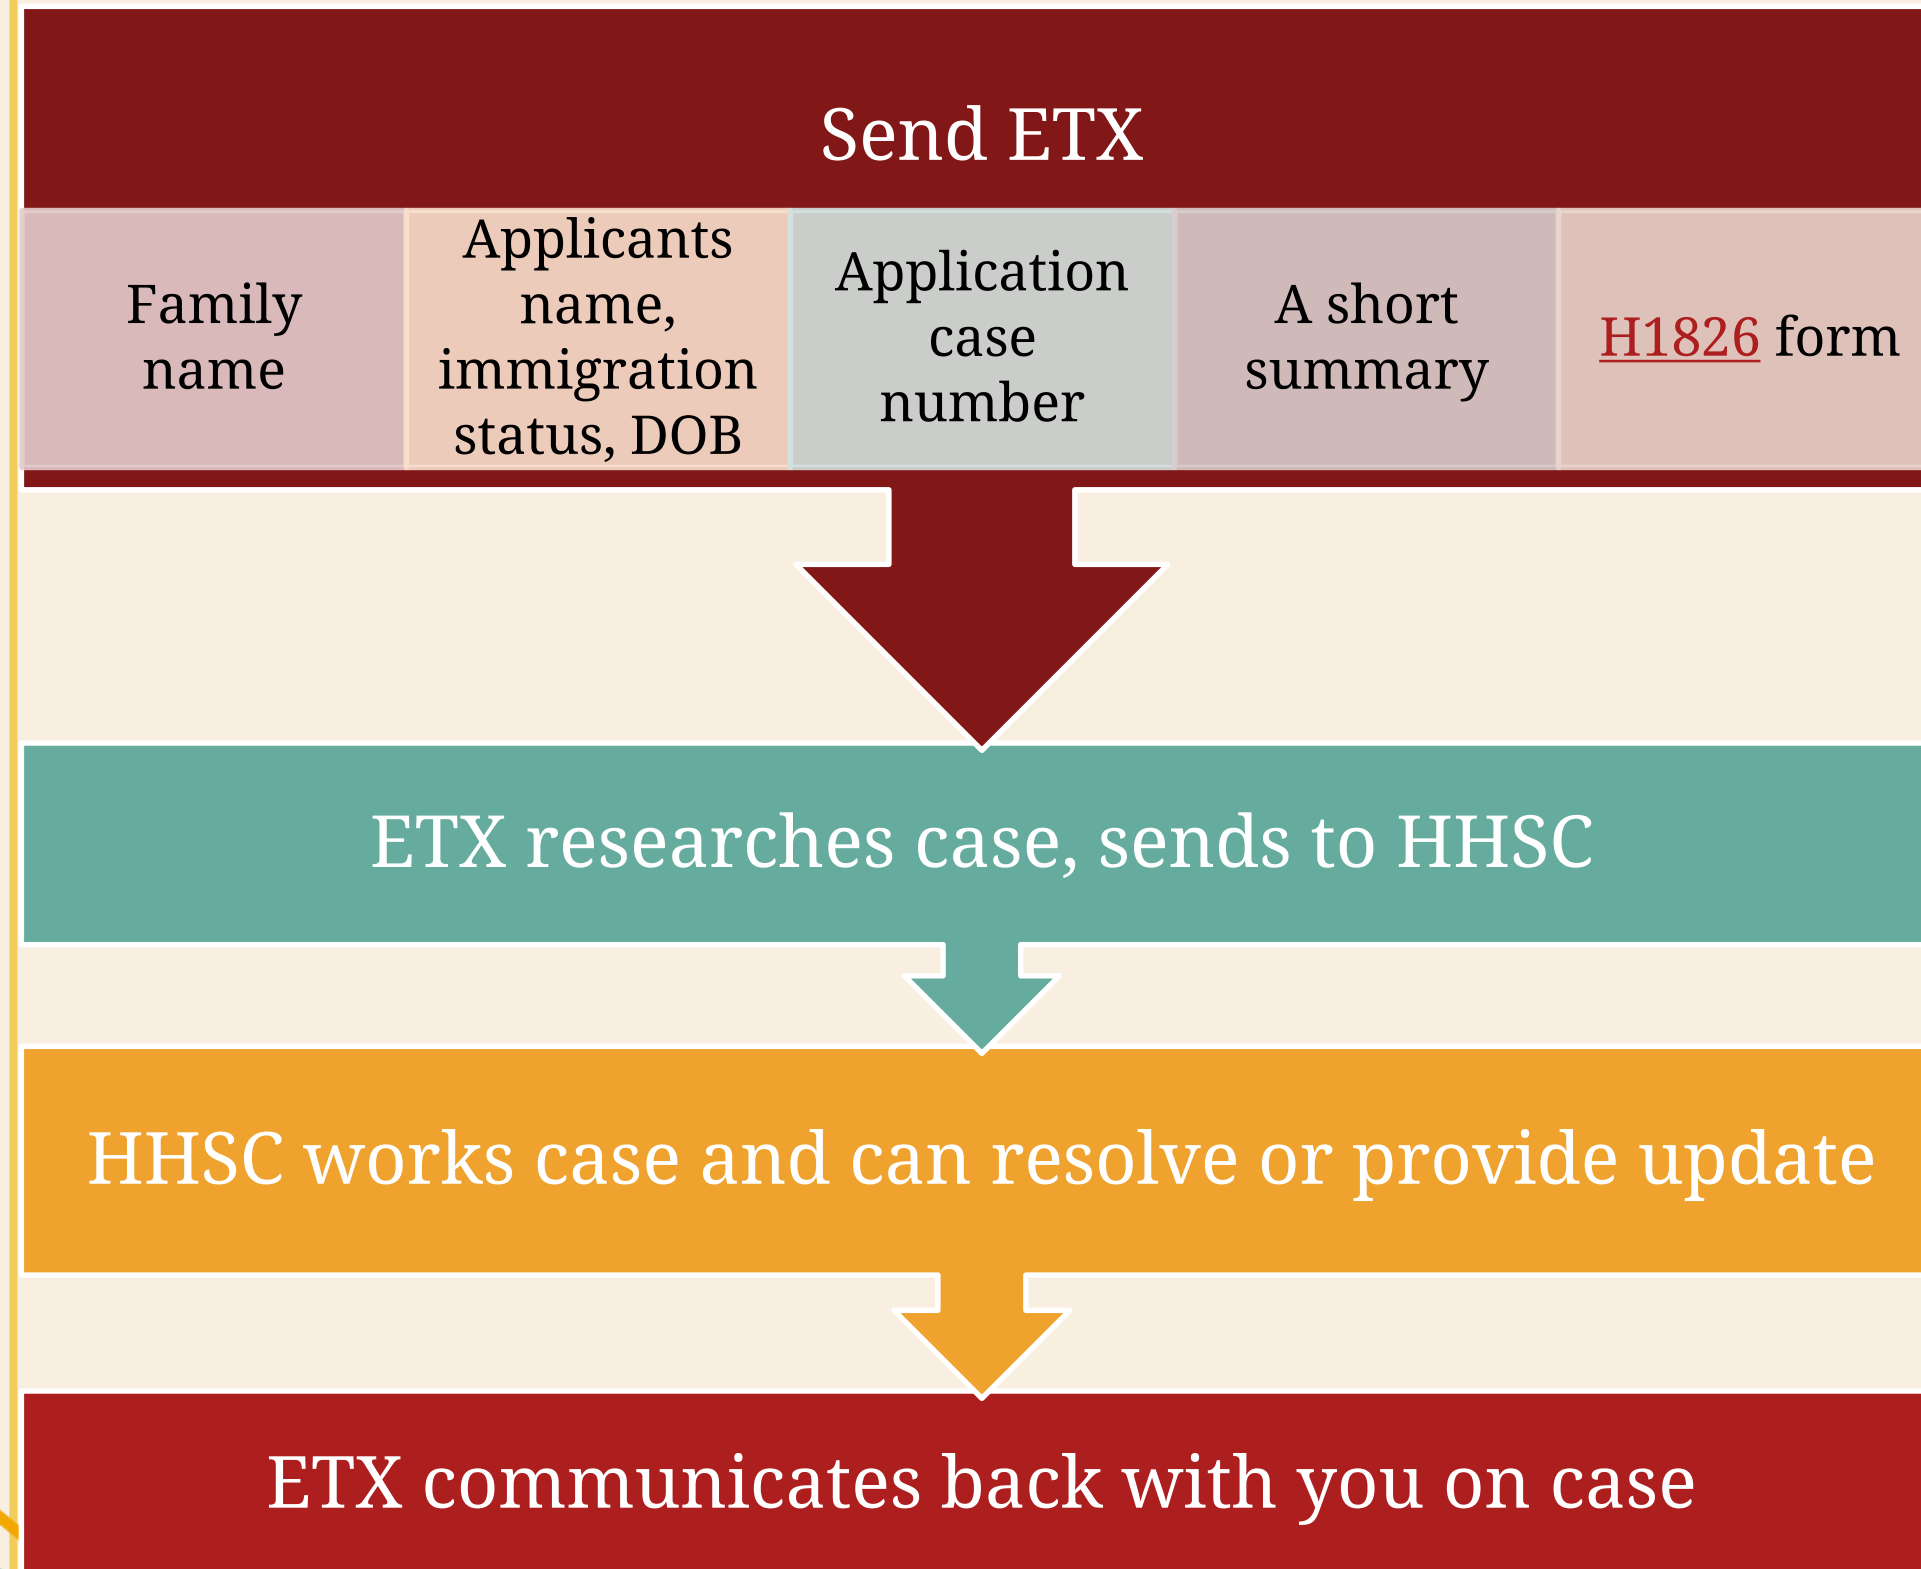 Send ETX
Family
name
Applicants
name,
immigration
status, DOB
Application
case
number
A short
summary
H1826 form
ETX researches case, sends to HHSC
HHSC works case and can resolve or provide update
ETX communicates back with you on case